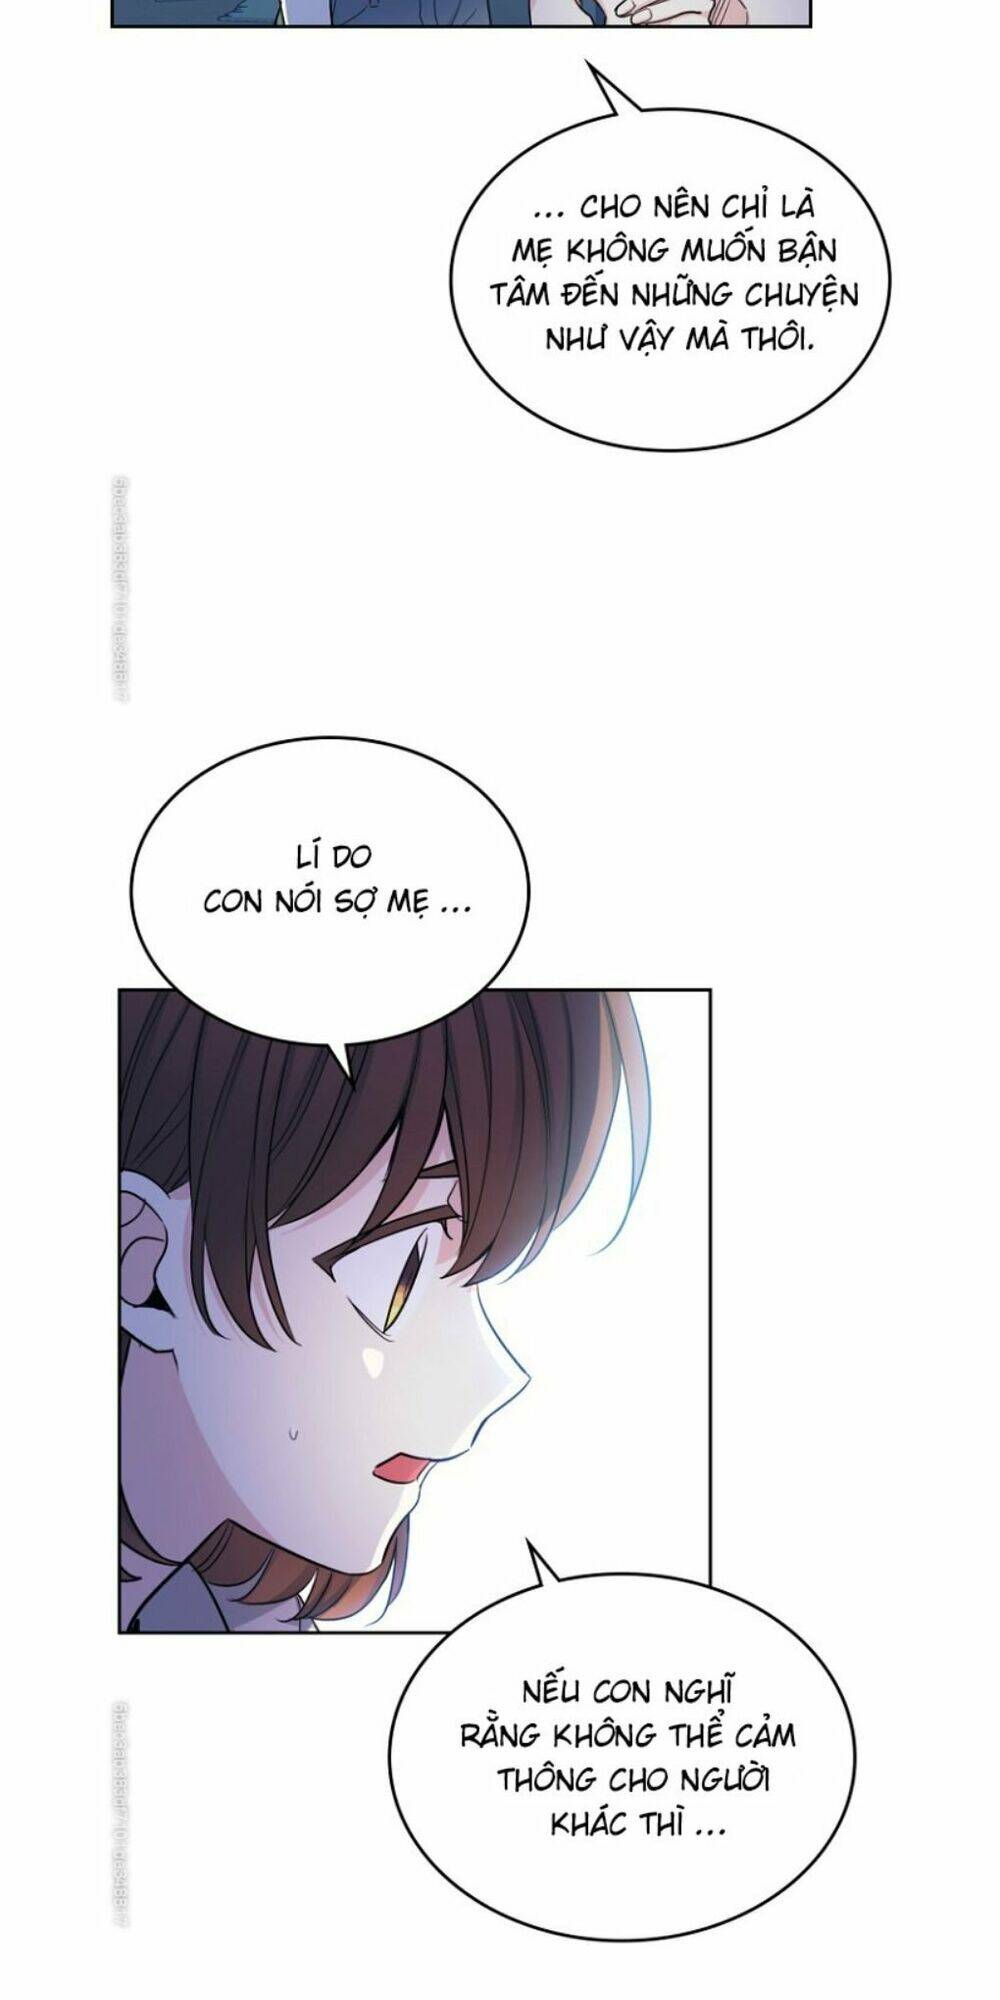 ... CHO NÊN CHỈ LÀ
MẸ KHÔNG MUỐN BẬN
TÂM ĐẾN NHỮNG CHUYỆN
NHƯ VẬY MÀ THÔI.
LÍ DO
CON NÓI SỢ MẸ ...
NẾU CON NGHĨ
RẰNG KHÔNG THỂ CẢM
THÔNG CHO NGƯỜI
KHÁC THÌ ...